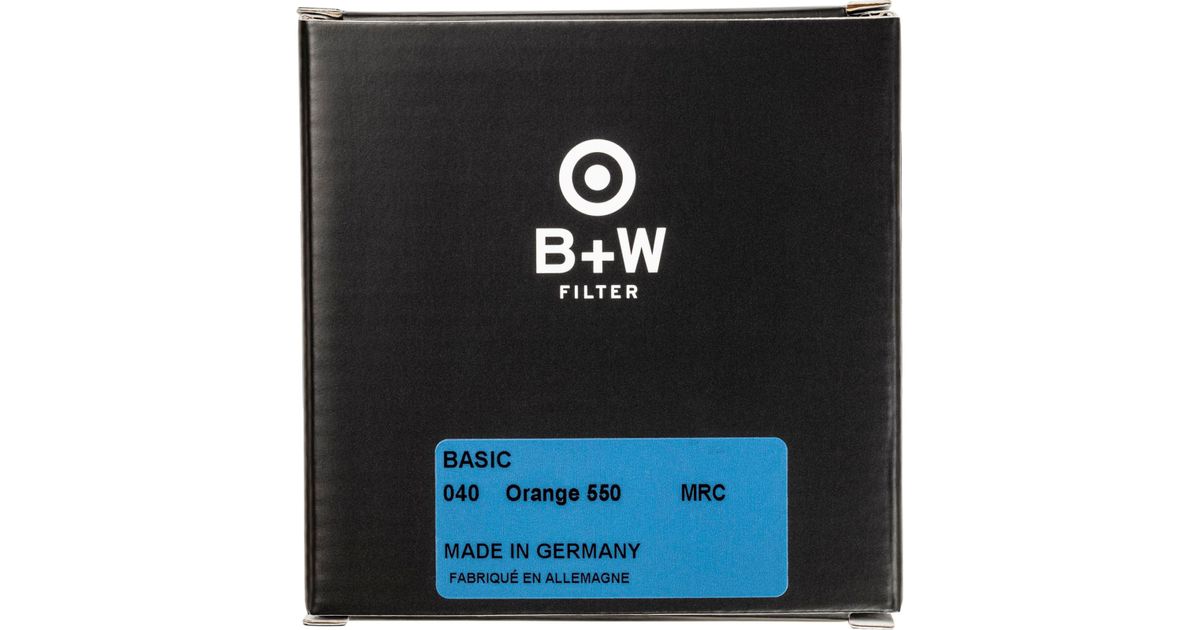 B+W
FILTER
BASIC
040 Orange 550 MRC
MADE IN GERMANY
FABRIQUÉ EN ALLEMAGNE